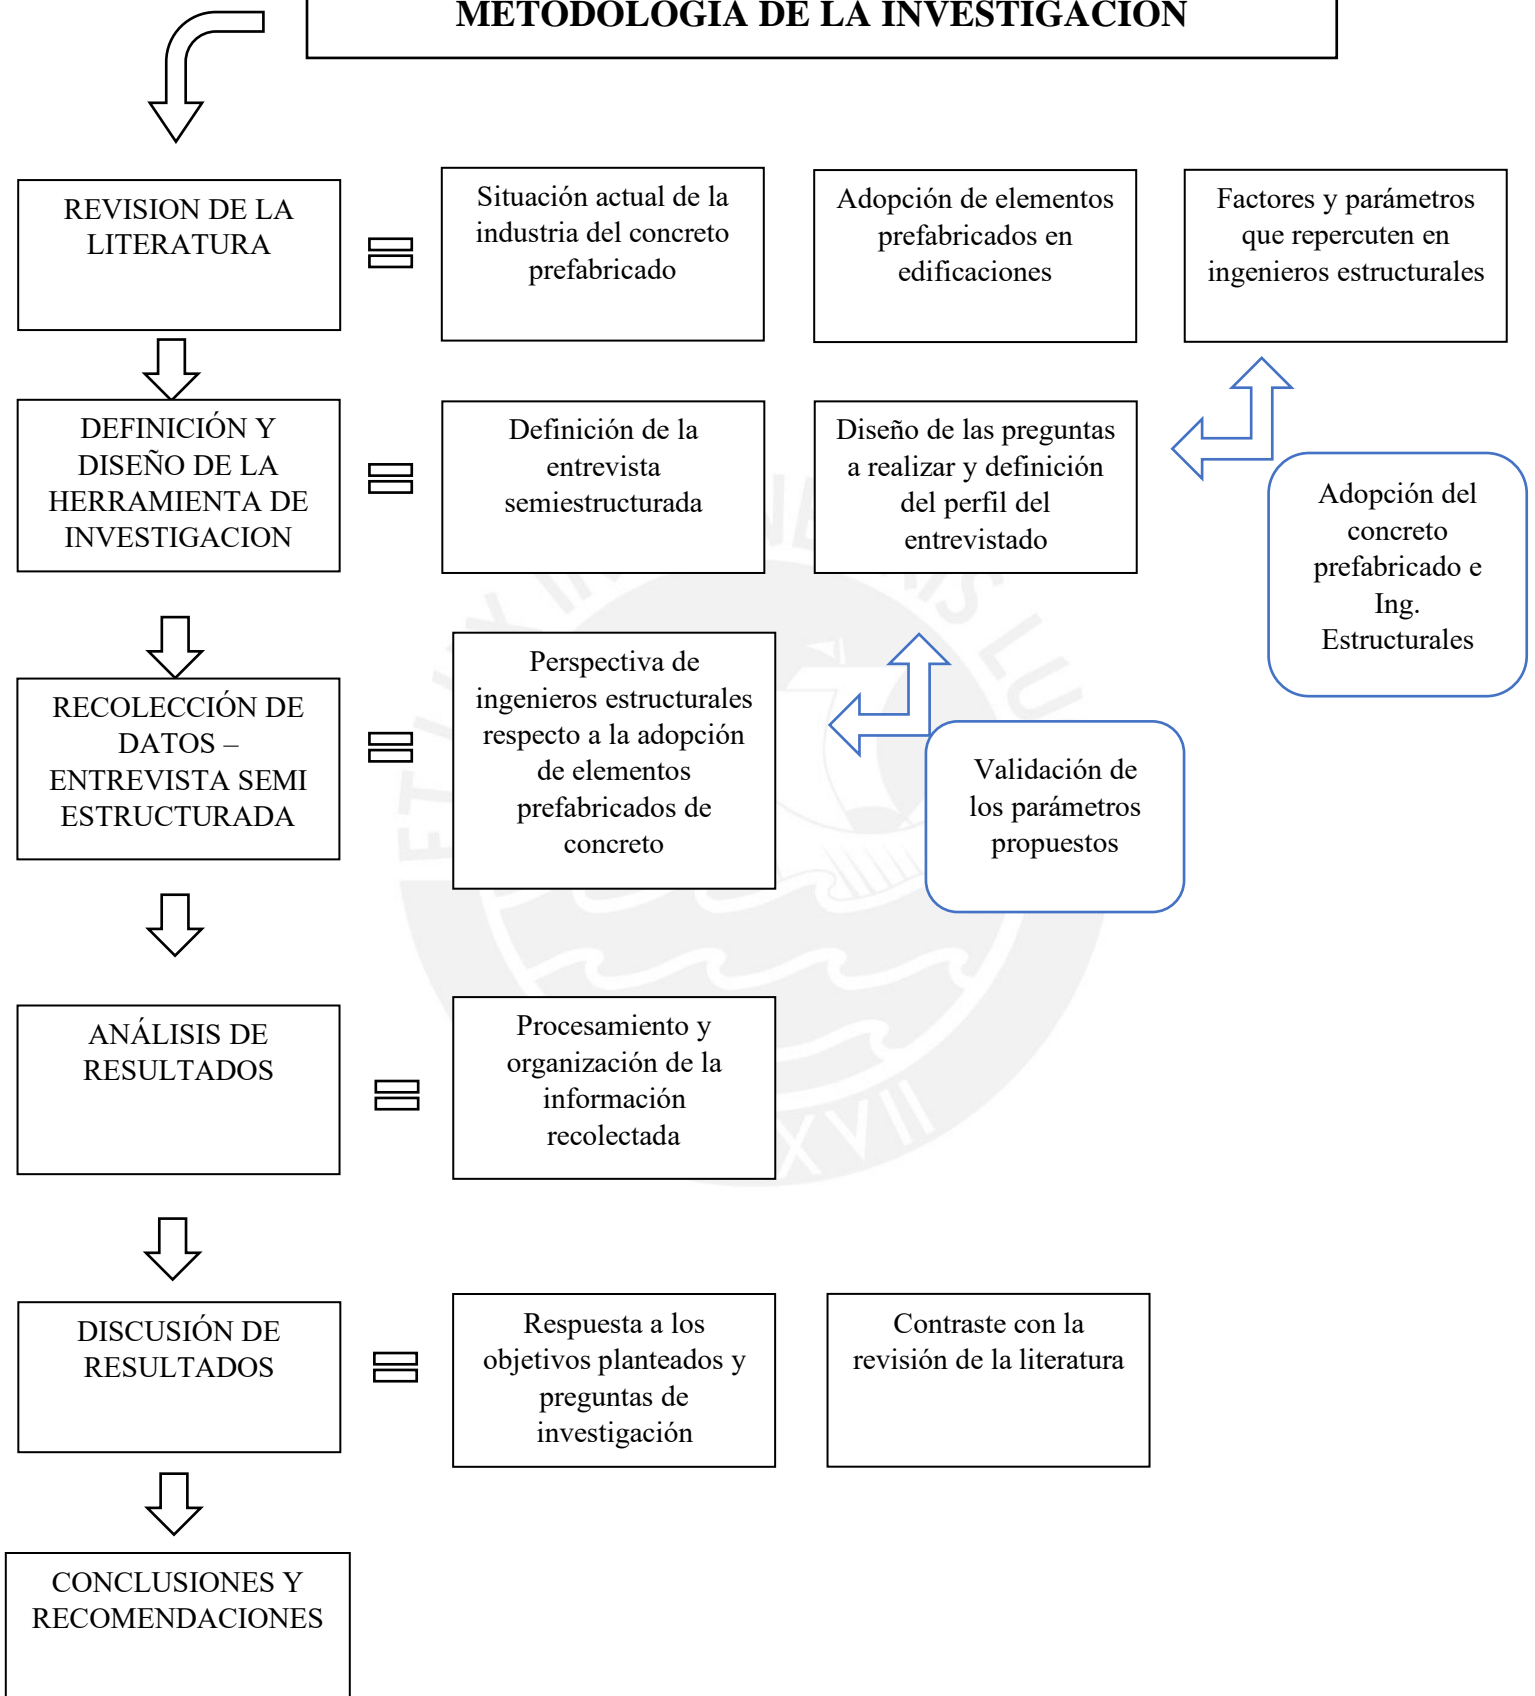 METODOLOGIA DE LA INVESTIGACION
REVISION DE LA
LITERATURA
Situación actual de la
industria del concreto
prefabricado
Adopción de elementos
prefabricados en
edificaciones
Factores y parámetros
que repercuten en
ingenieros estructurales
DEFINICIÓN Y
DISEÑO DE LA
HERRAMIENTA DE
INVESTIGACION
Definición de la
entrevista
semiestructurada
Diseño de las preguntas
a realizar y definición
del perfil del
entrevistado
Adopción del
concreto
prefabricado e
Ing.
Estructurales
RECOLECCIÓN DE
DATOS –
ENTREVISTA SEMI
ESTRUCTURADA
Perspectiva de
ingenieros estructurales
respecto a la adopción
de elementos
prefabricados de
concreto
Validación de
los parámetros
propuestos
ANÁLISIS DE
RESULTADOS
Procesamiento y
organización de la
información
recolectada
DISCUSIÓN DE
RESULTADOS
Respuesta a los
objetivos planteados y
preguntas de
investigación
Contraste con la
revisión de la literatura
CONCLUSIONES Y
RECOMENDACIONES